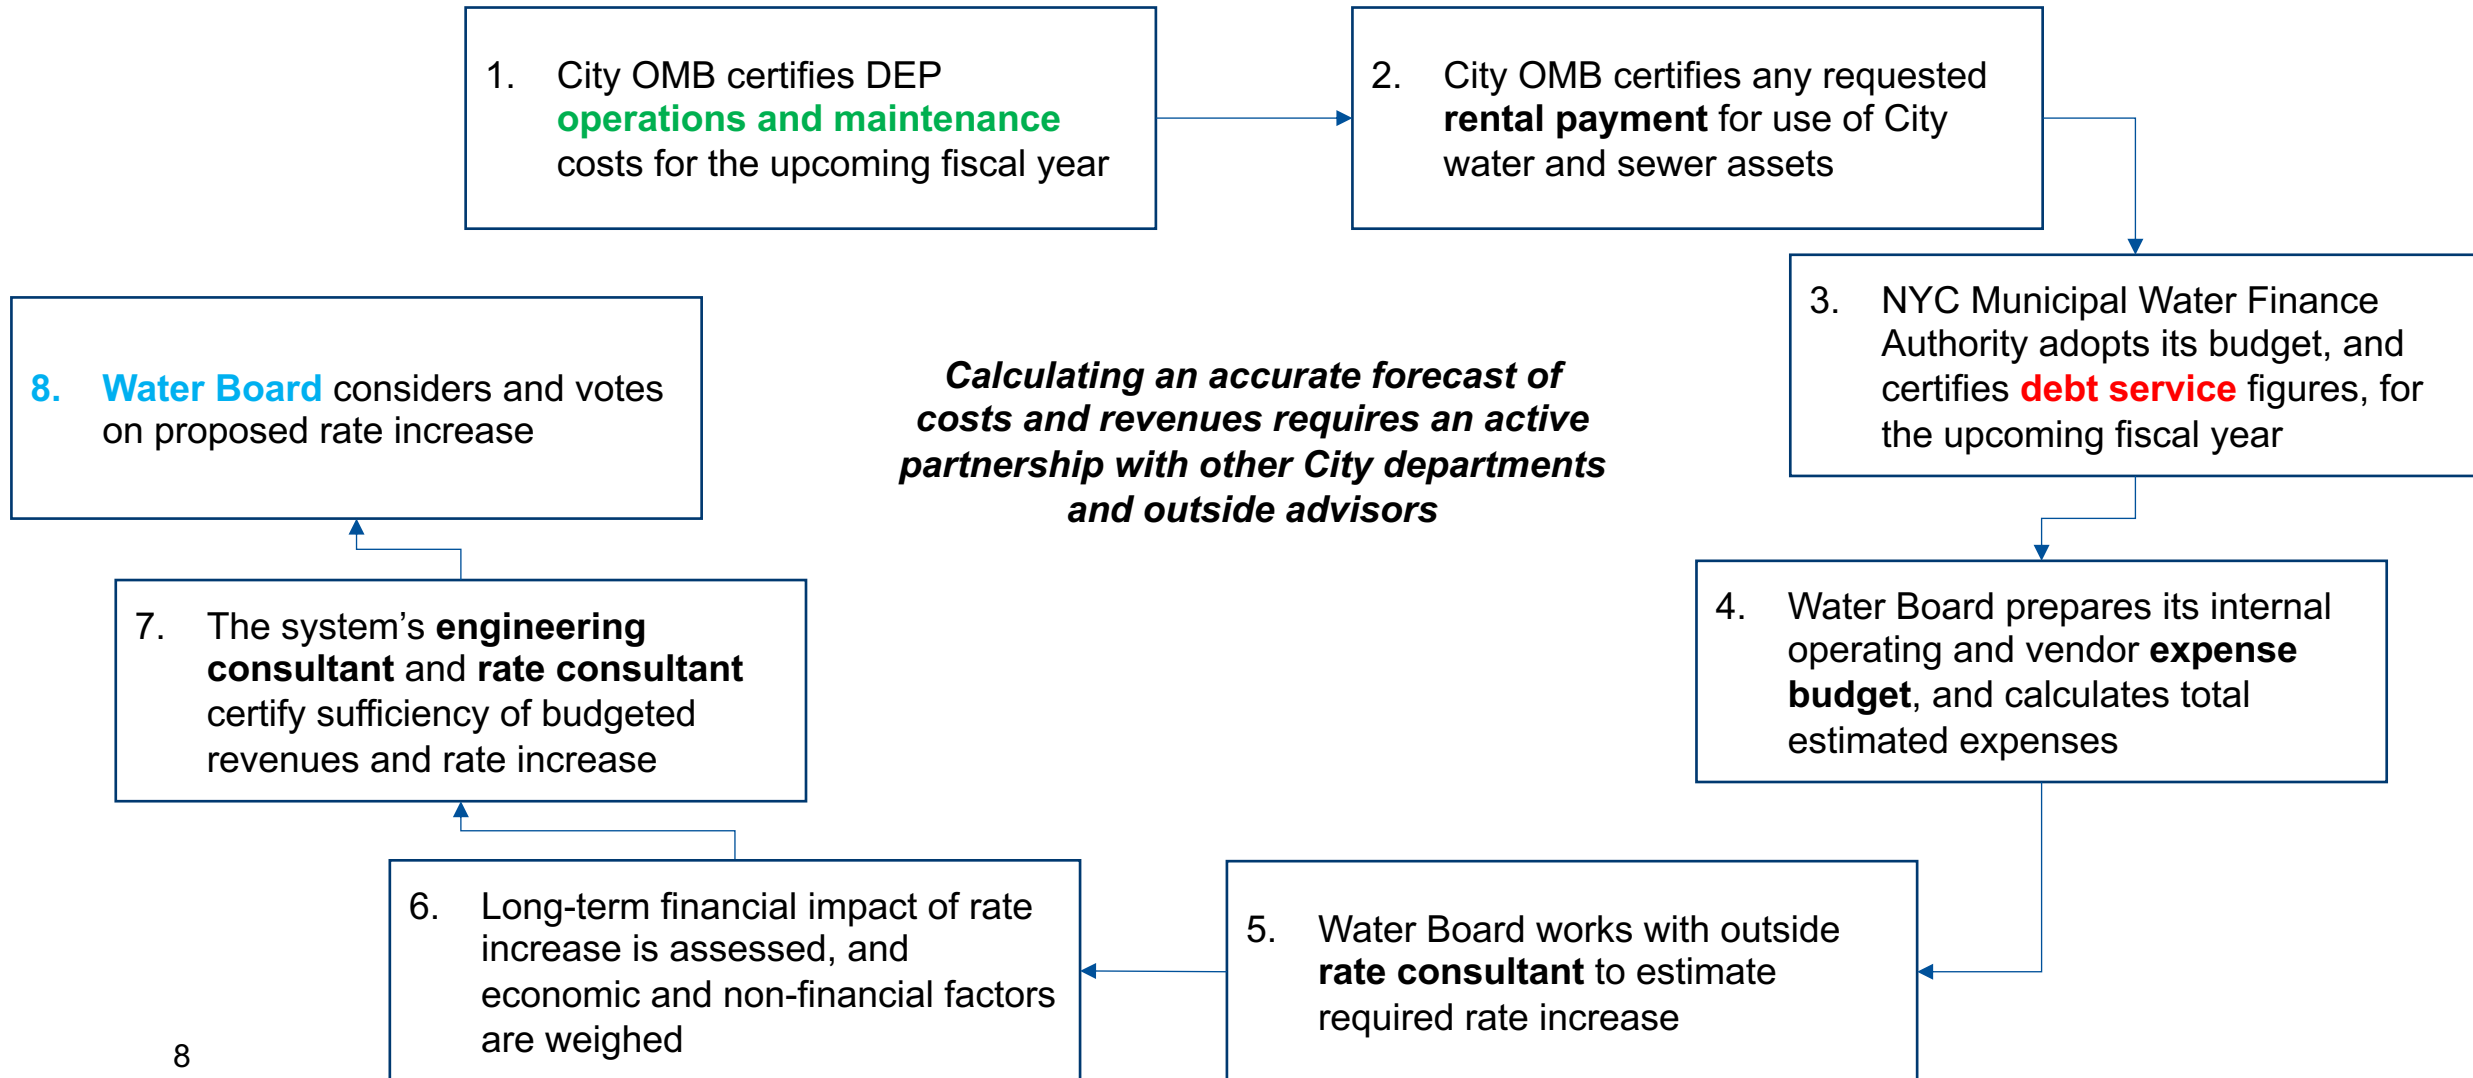 1. City OMB certifies DEP
operations and maintenance
costs for the upcoming fiscal year
2. City OMB certifies any requested
rental payment for use of City
water and sewer assets
3. NYC Municipal Water Finance
Authority adopts its budget, and
certifies debt service figures, for
the upcoming fiscal year
8. Water Board considers and votes
on proposed rate increase
Calculating an accurate forecast of
costs and revenues requires an active
partnership with other City departments
and outside advisors
4. Water Board prepares its internal
operating and vendor expense
budget, and calculates total
estimated expenses
7. The system’s engineering
consultant and rate consultant
certify sufficiency of budgeted
revenues and rate increase
6. Long-term financial impact of rate
increase is assessed, and
economic and non-financial factors
are weighed
5. Water Board works with outside
rate consultant to estimate
required rate increase
8